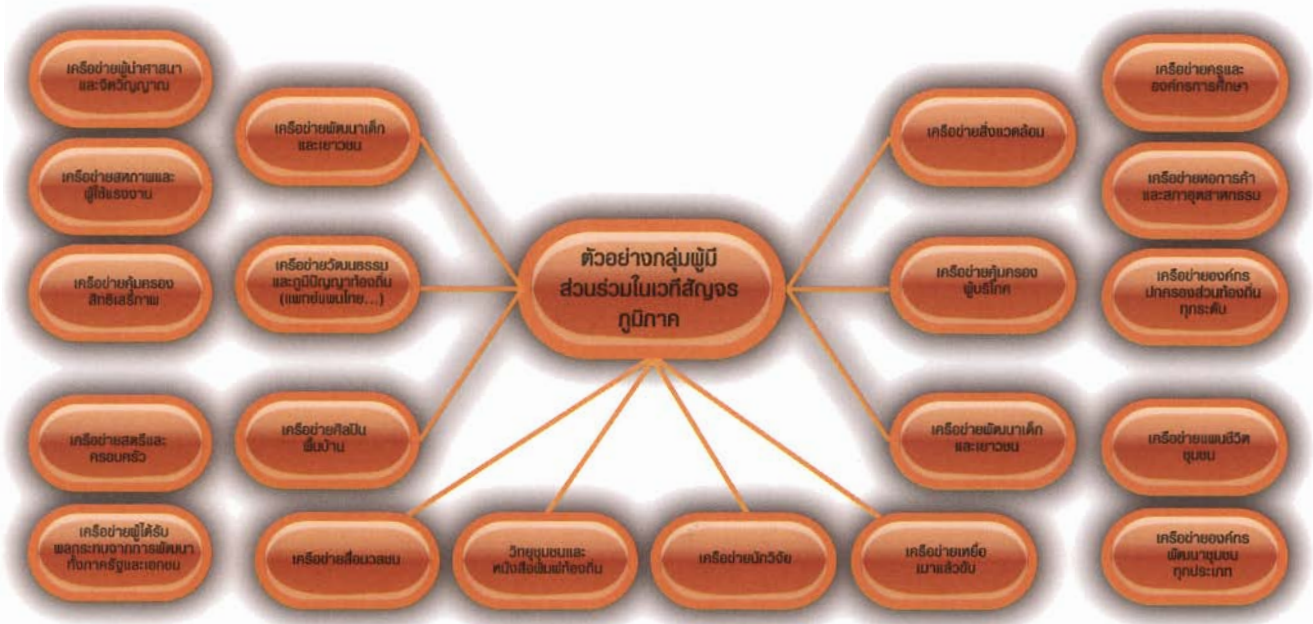 เครือข่ายผู้นำศาสนา
และจิตวิญญาณ
เครือข่ายสหภาพและ
ผู้ใช้แรงงาน
เครือข่ายคุ้มครอง
สิทธิเสรีภาพ
เครือข่ายสตรีและ
ครอบครัว
เครือข่ายผู้ได้รับ
ผลกระทบจากการพัฒนา
ทั้งภาครัฐและเอกชน
เครือข่ายพัฒนาเด็ก
และเยาวชน
เครือข่ายวัฒนธรรม
และภูมิปัญญาท้องถิ่น
(แพทย์แผนไทย...)
เครือข่ายศิลปิน
พื้นบ้าน
ตัวอย่างกลุ่มผู้มี
ส่วนร่วมในเวทีสัญจร
ภูมิภาค
เครือข่ายสื่อมวลชน
วิทยุชุมชนและ
หนังสือพิมพ์ท้องถิ่น
เครือข่ายนักวิจัย
เครือข่ายเหยื่อ
เมาแล้วขับ
เครือข่ายสิ่งแวดล้อม
เครือข่ายคุ้มครอง
ผู้บริโภค
เครือข่ายพัฒนาเด็ก
และเยาวชน
เครือข่ายครูและ
องค์กรการศึกษา
เครือข่ายหอการค้า
และสภาอุตสาหกรรม
เครือข่ายองค์กร
ปกครองส่วนท้องถิ่น
ทุกระดับ
เครือข่ายแผนชีวิต
ชุมชน
เครือข่ายองค์กร
พัฒนาชุมชน
ทุกประเภท